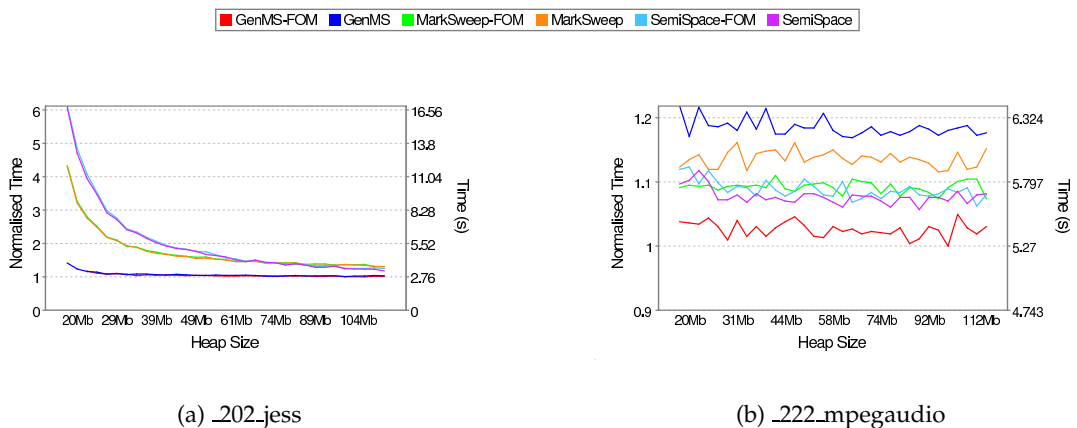 GenMS-FOM GenMS MarkSweep-FOM MarkSweep SemiSpace-FOM SemiSpace
Normalised Time
6
5
4
3
2
1
0
16.56
13.8
11.04
8.28
5.52
2.76
0
Time (s)
20Mb 29Mb 39Mb 49Mb 61Mb 74Mb 89Mb 104Mb
Heap Size
(a) _202_jess
Normalised Time
1.2
1.1
1
0.9
6.324
5.797
5.27
4.743
Time (s)
20Mb 31Mb 44Mb 58Mb 74Mb 92Mb 112Mb
Heap Size
(b) _222_mpegaudio